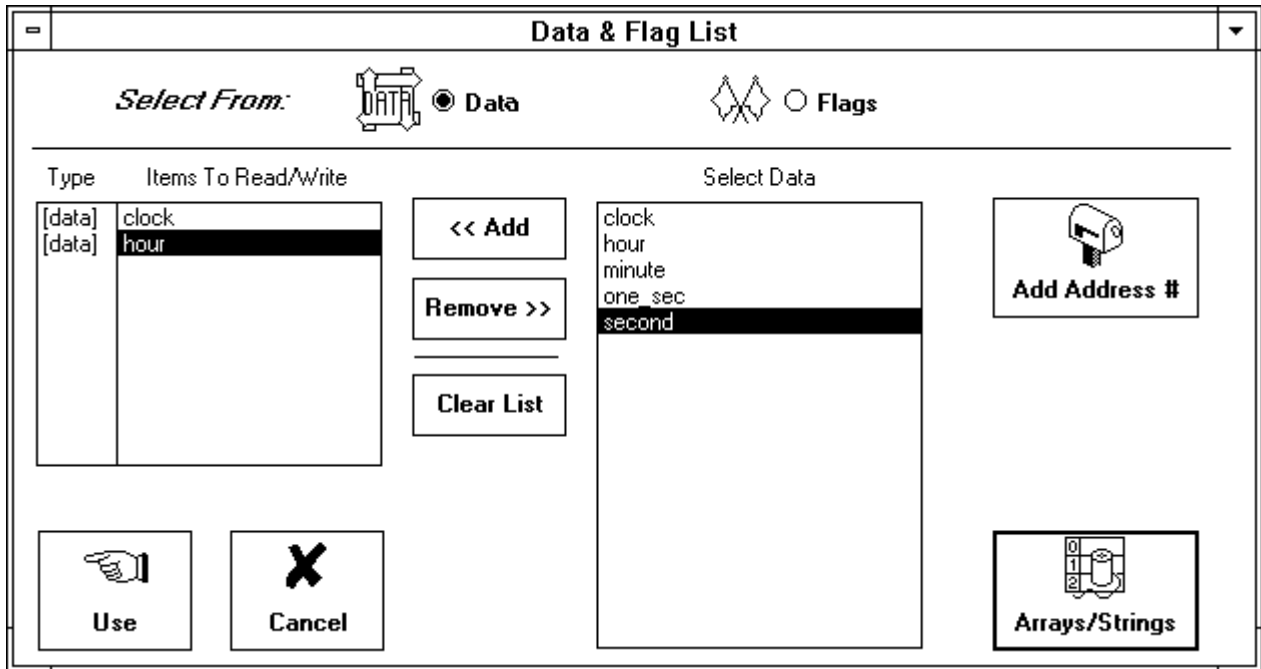 Data & Flag List
Select From:
DATA
Data
Flags
Type
Items To Read/Write
Select Data
[data] clock
[data] hour
<< Add
Remove >>
Clear List
clock
hour
minute
one_sec
second
Add Address #
Use
Cancel
0
1
2
Arrays/Strings